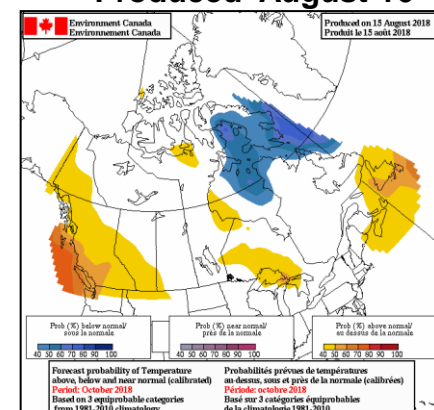 Produced August 1
Environment Canada
Environnement Canada
Produced on 15 August 2018
Produit le 15 août 2018
Prob (%) below normal/
sous la normale
40 50 60 70 80 90 100
Prob (%) near normal/
près de la normale
40 50 60 70 80 90 100
Prob (%) above normal/
au dessus de la normale
40 50 60 70 80 90 100
Forecast probability of Temperature
above, below and near normal (calibrated)
Period: October 2018
Based on 3 equiprobable categories
from 1981-2010 climatology
Probabilités prévues de températures
au-dessus, sous et près de la normale (calibrées)
Période: octobre 2018
Basé sur 3 catégories équiprobables
de la climatologie 1981-2010